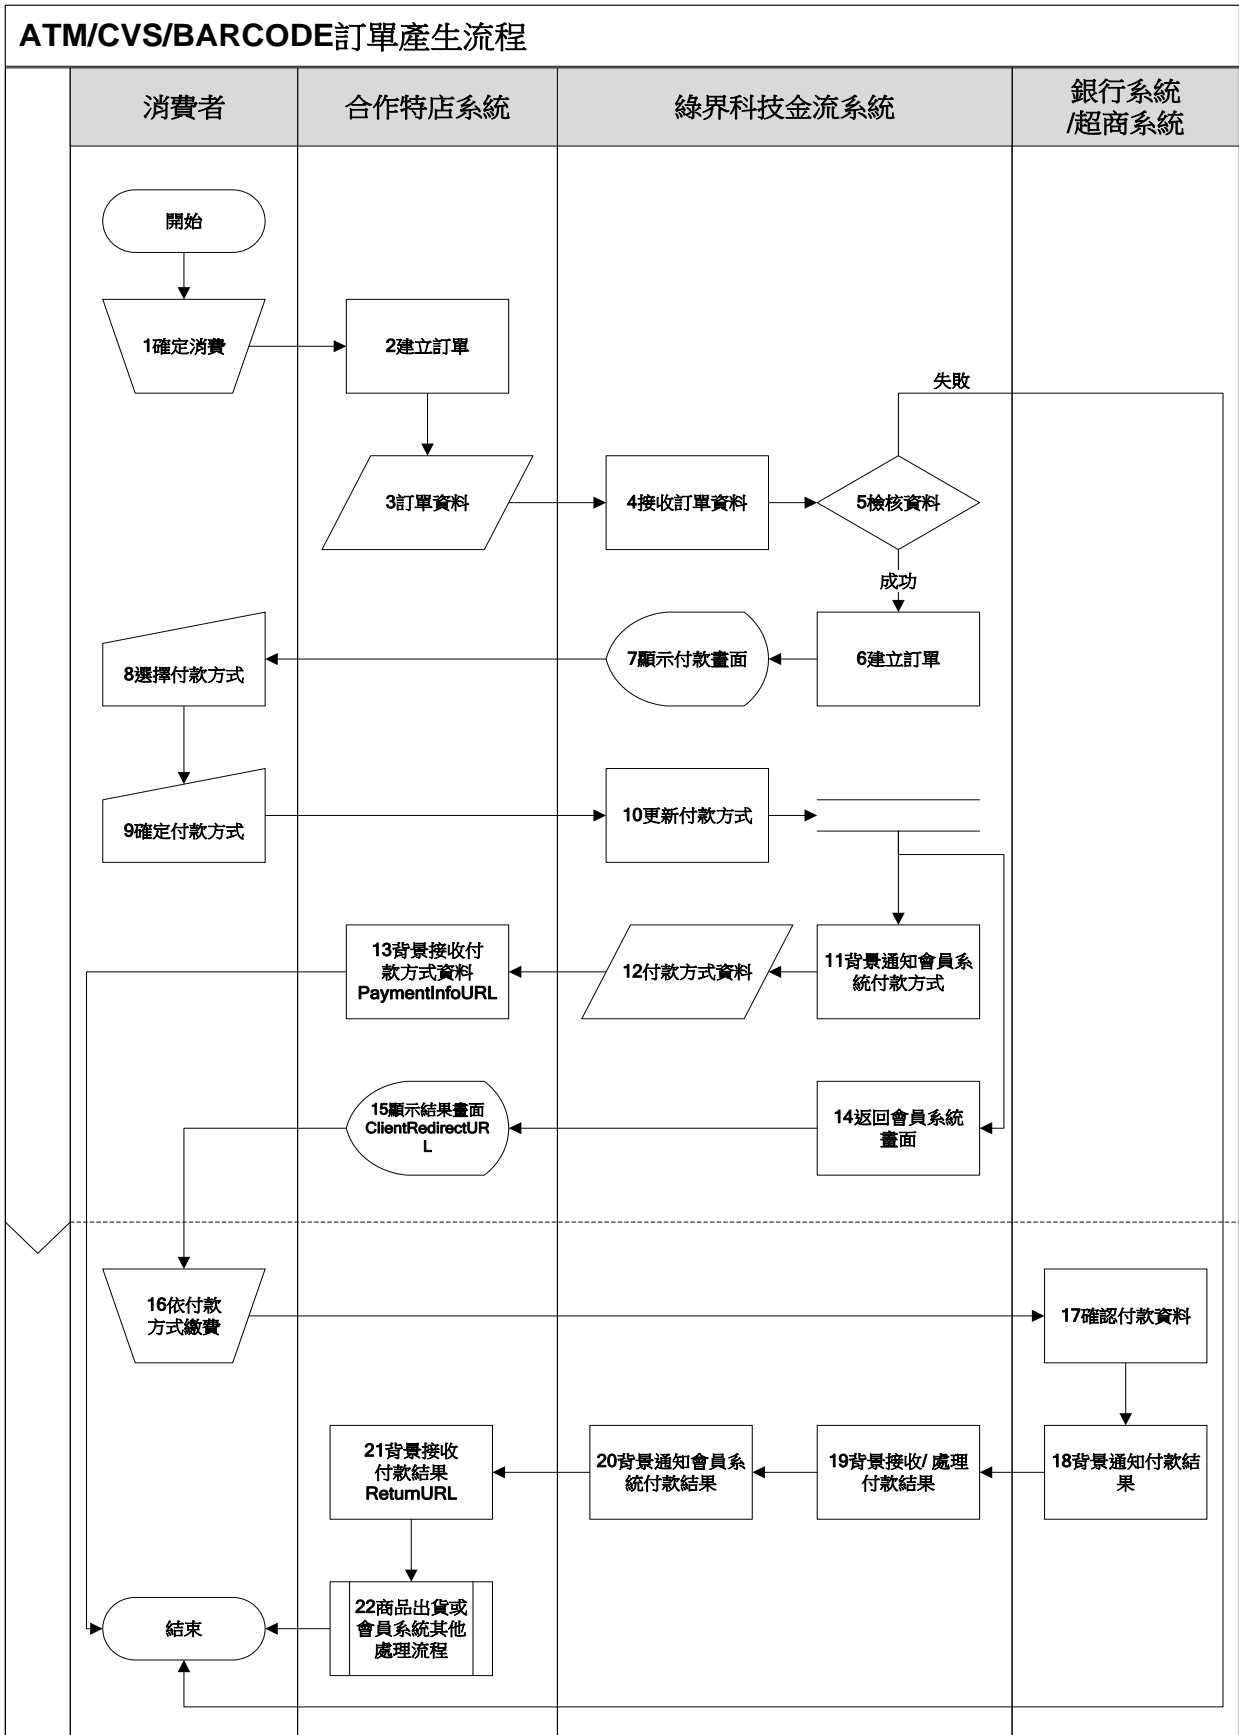 ATM/CVS/BARCODE訂單產生流程
消費者
合作特店系統
綠界科技金流系統
銀行系統
/超商系統
開始
1確定消費
2建立訂單
失敗
3訂單資料
4接收訂單資料
5檢核資料
成功
8選擇付款方式
7顯示付款畫面
6建立訂單
9確定付款方式
10更新付款方式
13背景接收付
款方式資料
PaymentInfoURL
12付款方式資料
11背景通知會員系
統付款方式
15顯示結果畫面
ClientRedirectUR
L
14返回會員系統
畫面
16依付款
方式繳費
17確認付款資料
21背景接收
付款結果
ReturnURL
20背景通知會員系
統付款結果
19背景接收/ 處理
付款結果
18背景通知付款結
果
結束
22商品出貨或
會員系統其他
處理流程